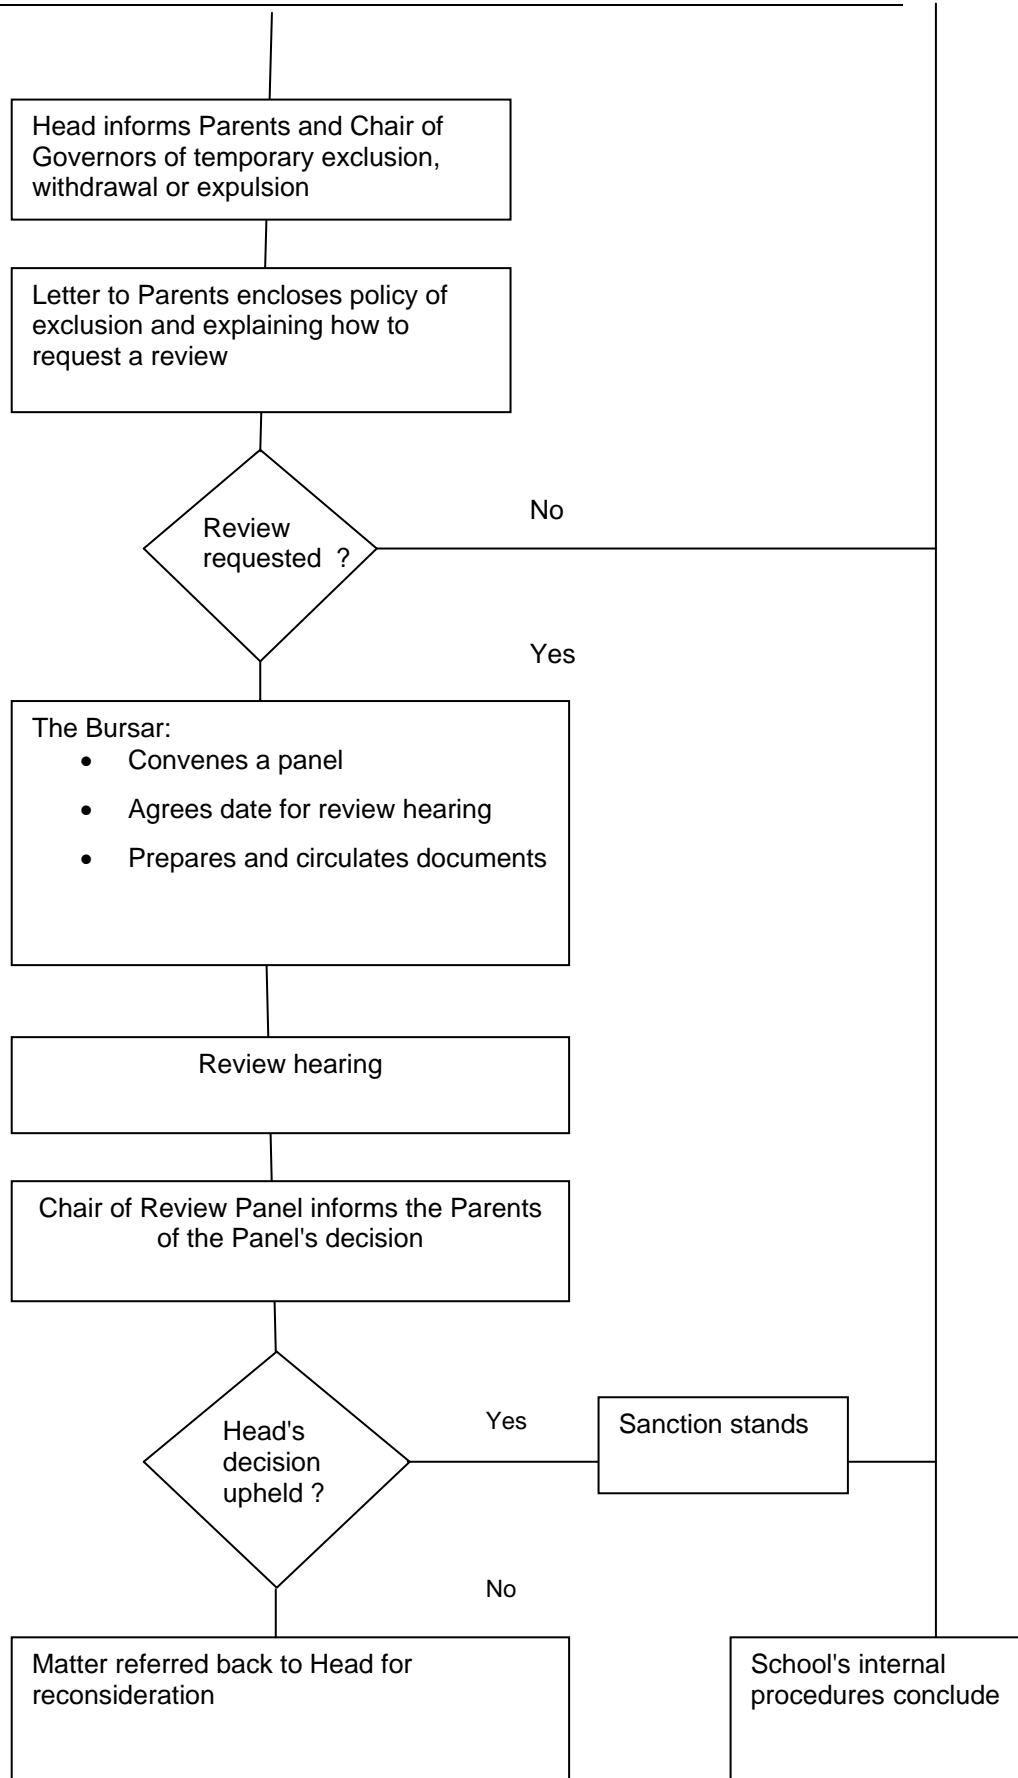 Head informs Parents and Chair of
Governors of temporary exclusion,
withdrawal or expulsion
Letter to Parents encloses policy of
exclusion and explaining how to
request a review
Review
requested ?
No
Yes
The Bursar:
• Convenes a panel
• Agrees date for review hearing
• Prepares and circulates documents
Review hearing
Chair of Review Panel informs the Parents
of the Panel's decision
Head's
decision
upheld ?
Yes
Sanction stands
No
Matter referred back to Head for
reconsideration
School's internal
procedures conclude